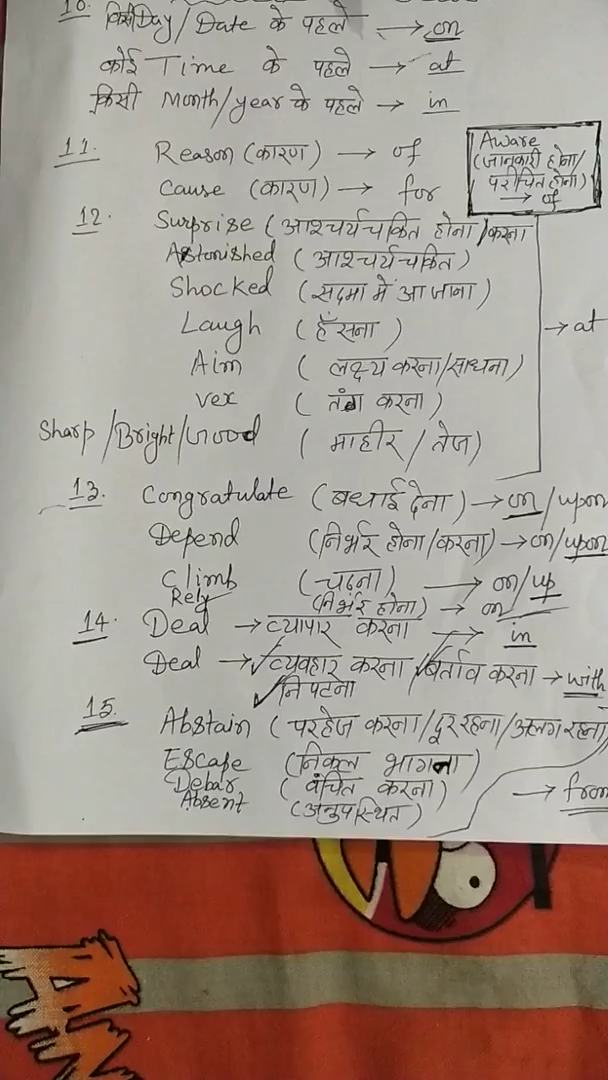 10. किसी Day/Date के पहले → on
कोई Time के पहले → at
किसी Month/year के पहले → in
11. Reason (कारण) → of
Cause (कारण) → for
Aware
(जानकारी होना/
परीचित होना)
→ of
12. Surprise (आश्चर्यचकित होना/करना
Astonished (आश्चर्यचकित)
Shocked (सदमा में आ जाना)
Laugh (हँसना)
→ at
Aim (लक्ष्य करना/साधना)
vex (तंग करना)
Sharp/Bright/Good (माहीर/तेज)
13. Congratulate (बधाई देना) → on/upon
Depend (निर्भर होना/करना) → on/upon
Climb (चढ़ना) → on/up
Rely (निर्भर होना) → on
14. Deal → व्यापार करना → in
Deal → व्यवहार करना/बर्ताव करना → with
निपटना
15. Abstain (परहेज करना/दूर रहना/अलग रहना)
Escape (निकल भागना)
Debar (वंचित करना) → from
Absent (अनुपस्थित)